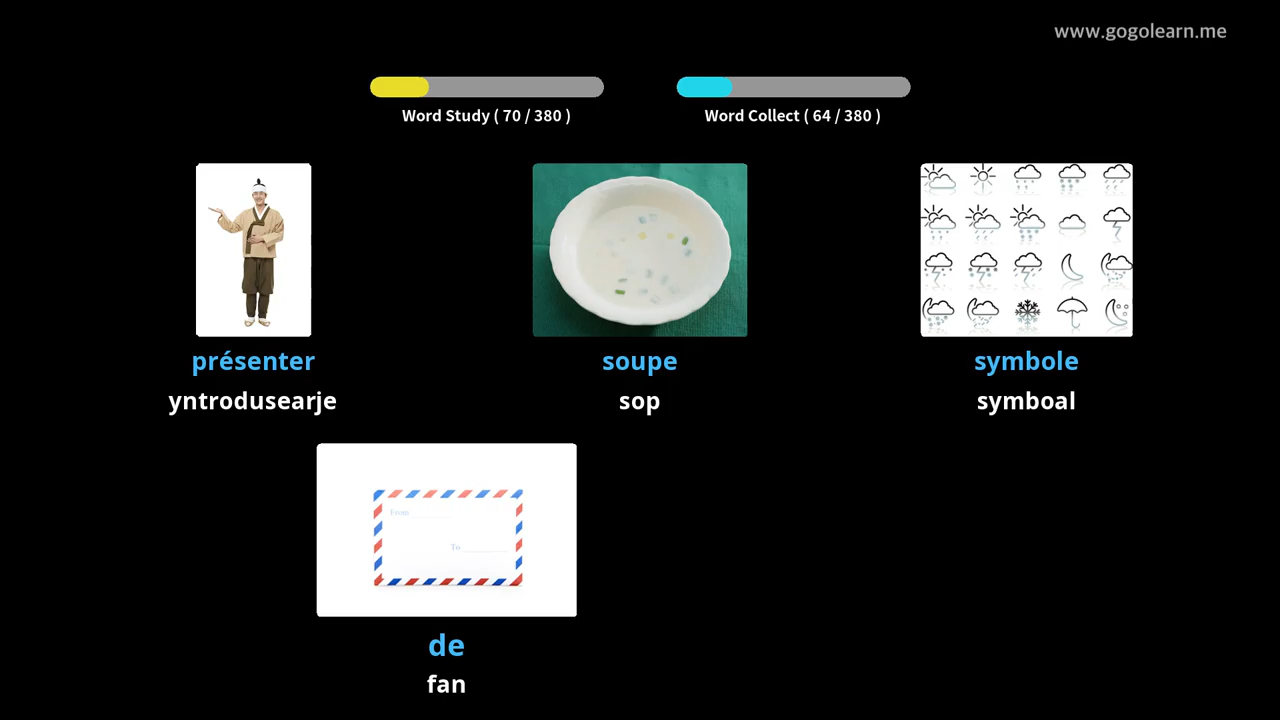 www.gogolearn.me
Word Study ( 70 / 380 )
Word Collect ( 64 / 380 )
présenter
yntrodusearje
soupe
sop
symbole
symboal
From
To
de
fan